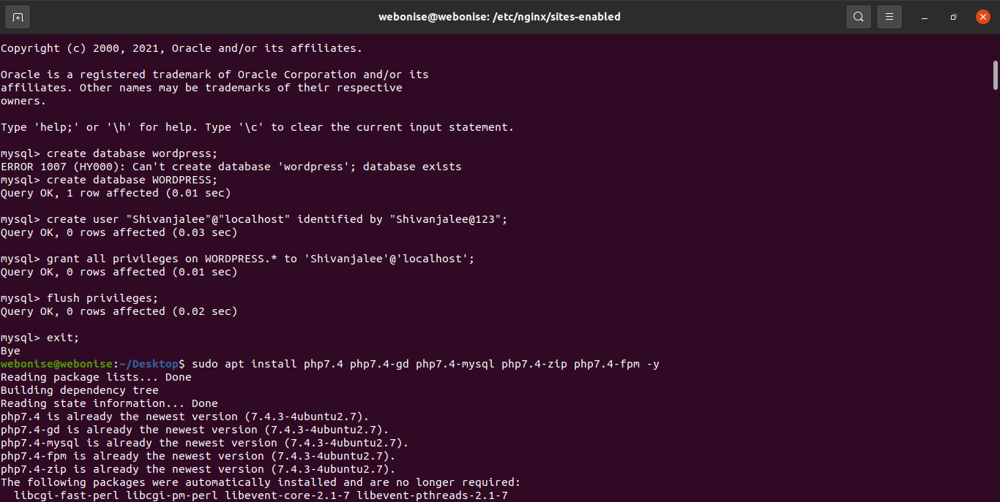 webonise@webonise: /etc/nginx/sites-enabled
Copyright (c) 2000, 2021, Oracle and/or its affiliates.
Oracle is a registered trademark of Oracle Corporation and/or its
affiliates. Other names may be trademarks of their respective
owners.
Type 'help;' or '\h' for help. Type '\c' to clear the current input statement.
mysql> create database wordpress;
ERROR 1007 (HY000): Can't create database 'wordpress'; database exists
mysql> create database WORDPRESS;
Query OK, 1 row affected (0.01 sec)
mysql> create user "Shivanjalee"@"localhost" identified by "Shivanjalee@123";
Query OK, 0 rows affected (0.03 sec)
mysql> grant all privileges on WORDPRESS.* to 'Shivanjalee'@'localhost';
Query OK, 0 rows affected (0.01 sec)
mysql> flush privileges;
Query OK, 0 rows affected (0.02 sec)
mysql> exit;
Bye
webonise@webonise:~/Desktop$ sudo apt install php7.4 php7.4-gd php7.4-mysql php7.4-zip php7.4-fpm -y
Reading package lists... Done
Building dependency tree
Reading state information... Done
php7.4 is already the newest version (7.4.3-4ubuntu2.7).
php7.4-gd is already the newest version (7.4.3-4ubuntu2.7).
php7.4-mysql is already the newest version (7.4.3-4ubuntu2.7).
php7.4-fpm is already the newest version (7.4.3-4ubuntu2.7).
php7.4-zip is already the newest version (7.4.3-4ubuntu2.7).
The following packages were automatically installed and are no longer required:
  libcgi-fast-perl libcgi-pm-perl libevent-core-2.1-7 libevent-pthreads-2.1-7